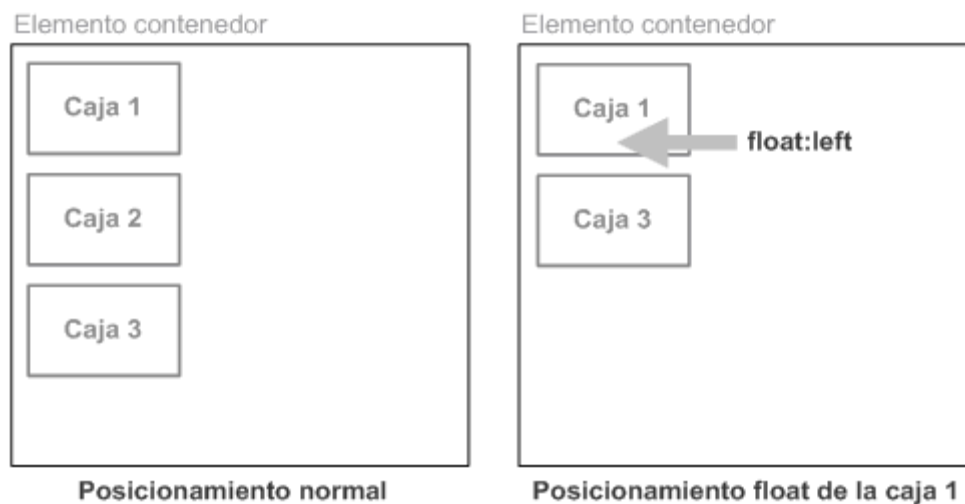 Elemento contenedor
Caja 1
Caja 2
Caja 3
Posicionamiento normal
Elemento contenedor
Caja 1
float:left
Caja 3
Posicionamiento float de la caja 1